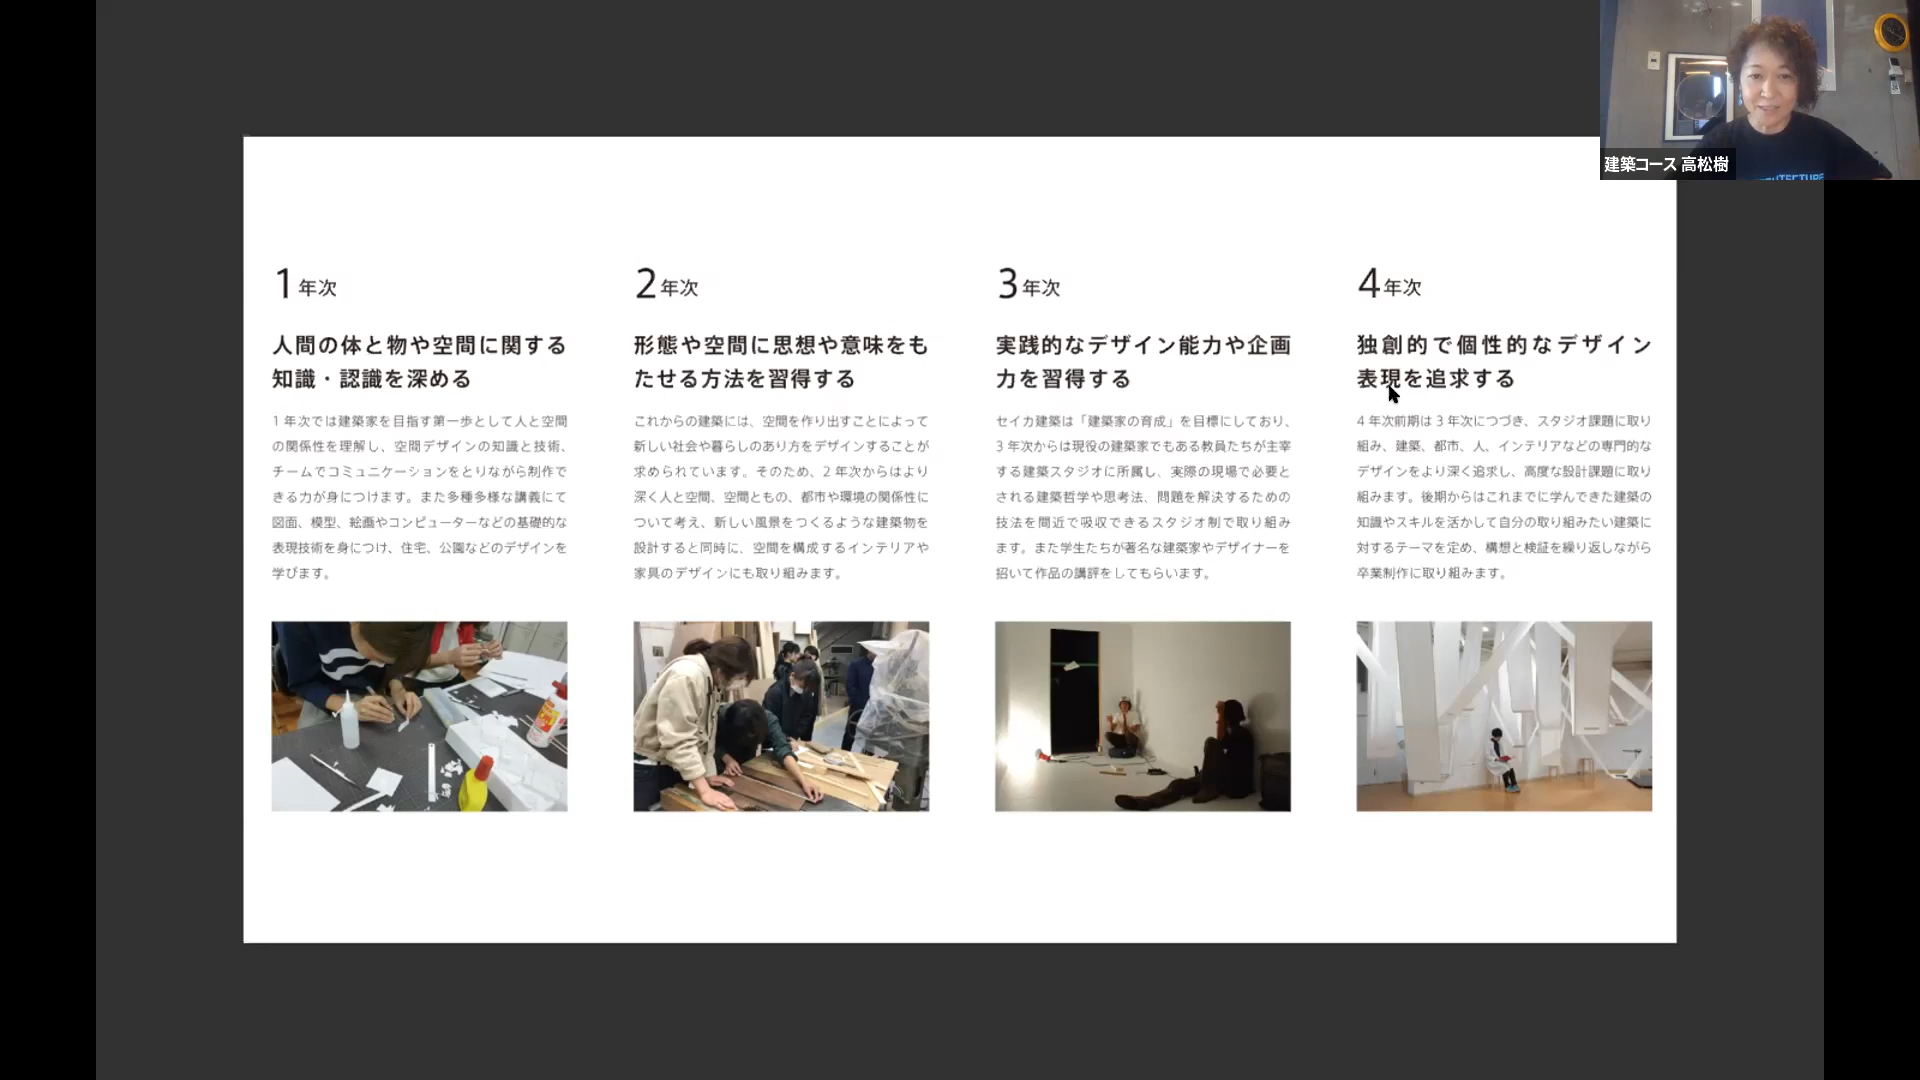 建築コース 高松樹
1年次
人間の体と物や空間に関する
知識・認識を深める
1年次では建築家を目指す第一歩として人と空間
の関係性を理解し、空間デザインの知識と技術、
チームでコミュニケーションをとりながら制作で
きる力が身につけます。また多種多様な講義にて
図面、模型、絵画やコンピューターなどの基礎的な
表現技術を身につけ、住宅、公園などのデザインを
学びます。
2年次
形態や空間に思想や意味をも
たせる方法を習得する
これからの建築には、空間を作り出すことによって
新しい社会や暮らしのあり方をデザインすることが
求められています。そのため、2年次からはより
深く人と空間、空間ともの、都市や環境の関係性に
ついて考え、新しい風景をつくるような建築物を
設計すると同時に、空間を構成するインテリアや
家具のデザインにも取り組みます。
3年次
実践的なデザイン能力や企画
力を習得する
セイカ建築は「建築家の育成」を目標にしており、
3年次からは現役の建築家でもある教員たちが主宰
する建築スタジオに所属し、実際の現場で必要と
される建築哲学や思考法、問題を解決するための
技法を間近で吸収できるスタジオ制で取り組み
ます。また学生たちが著名な建築家やデザイナーを
招いて作品の講評をしてもらいます。
4年次
独創的で個性的なデザイン
表現を追求する
4年次前期は3年次につづき、スタジオ課題に取り
組み、建築、都市、人、インテリアなどの専門的な
デザインをより深く追求し、高度な設計課題に取り
組みます。後期からはこれまでに学んできた建築の
知識やスキルを活かして自分の取り組みたい建築に
対するテーマを定め、構想と検証を繰り返しながら
卒業制作に取り組みます。